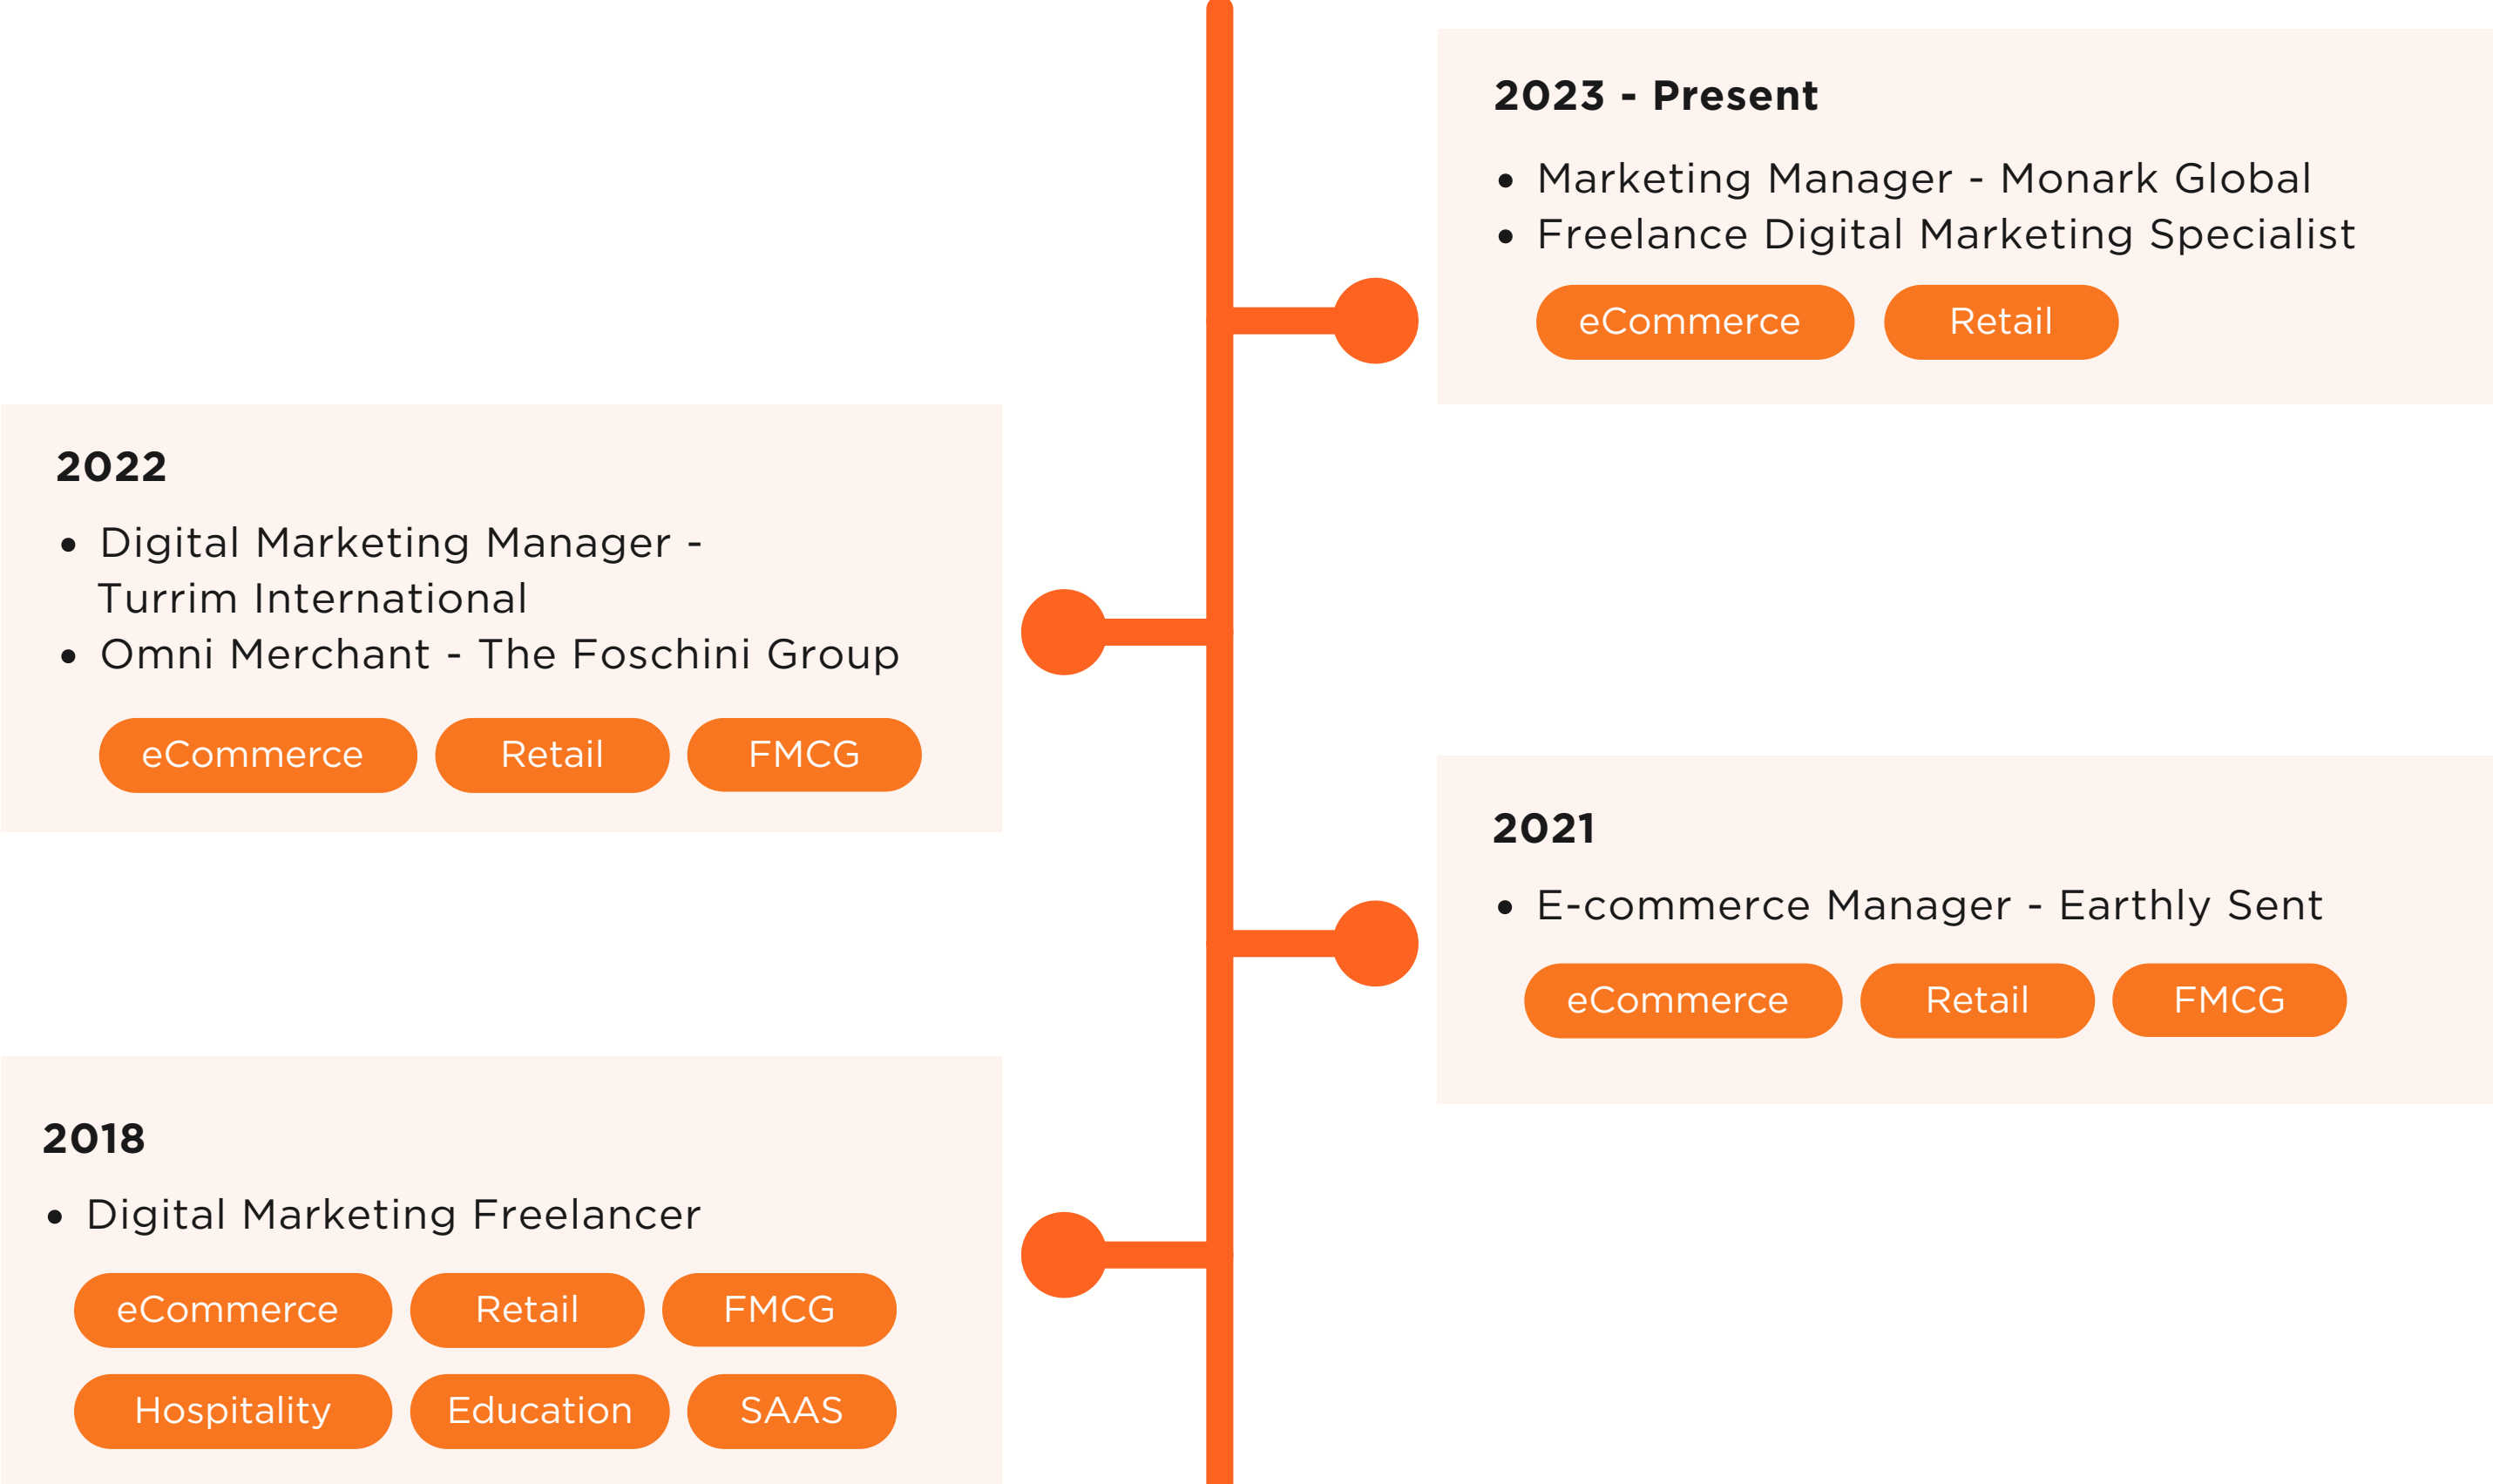 2023 - Present
• Marketing Manager - Monark Global
• Freelance Digital Marketing Specialist
eCommerce Retail
2022
• Digital Marketing Manager -
Turrim International
• Omni Merchant - The Foschini Group
eCommerce Retail FMCG
2021
• E-commerce Manager - Earthly Sent
eCommerce Retail FMCG
2018
• Digital Marketing Freelancer
eCommerce Retail FMCG
Hospitality Education SAAS